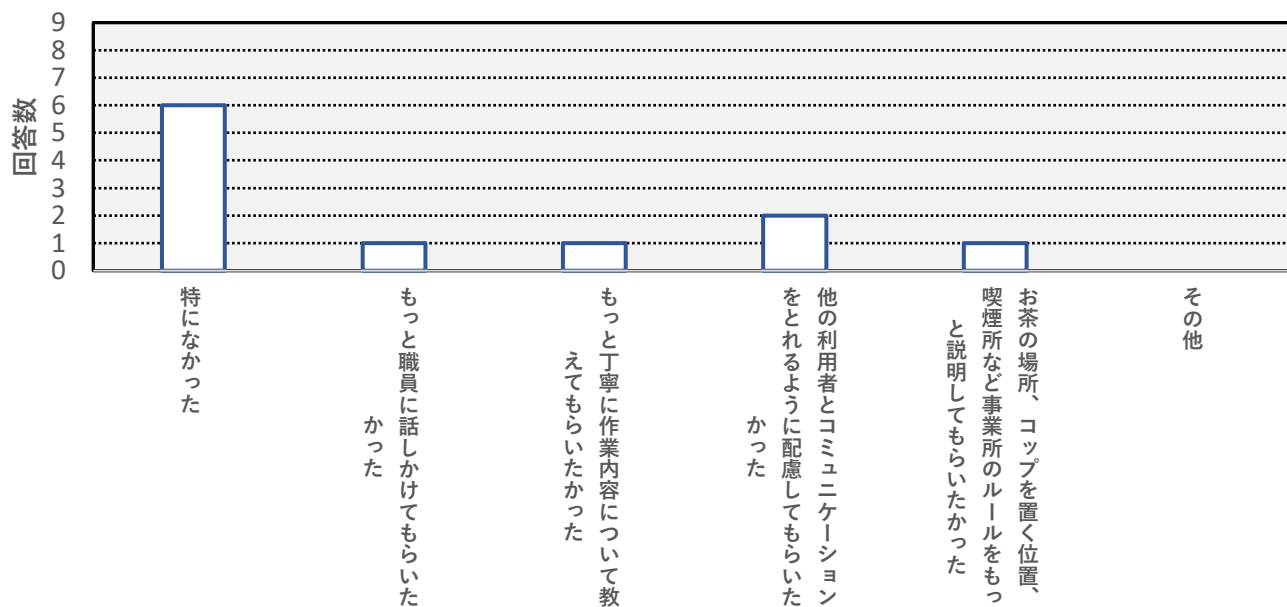 回答数
9
8
7
6
5
4
3
2
1
0
特になかった
もっと職員に話しかけてもらいた
かった
もっと丁寧に作業内容について教
えてもらいたかった
他の利用者とコミュニケーション
をとれるように配慮してもらいた
かった
お茶の場所、コップを置く位置、
喫煙所など事業所のルールをもっ
と説明してもらいたかった
その他